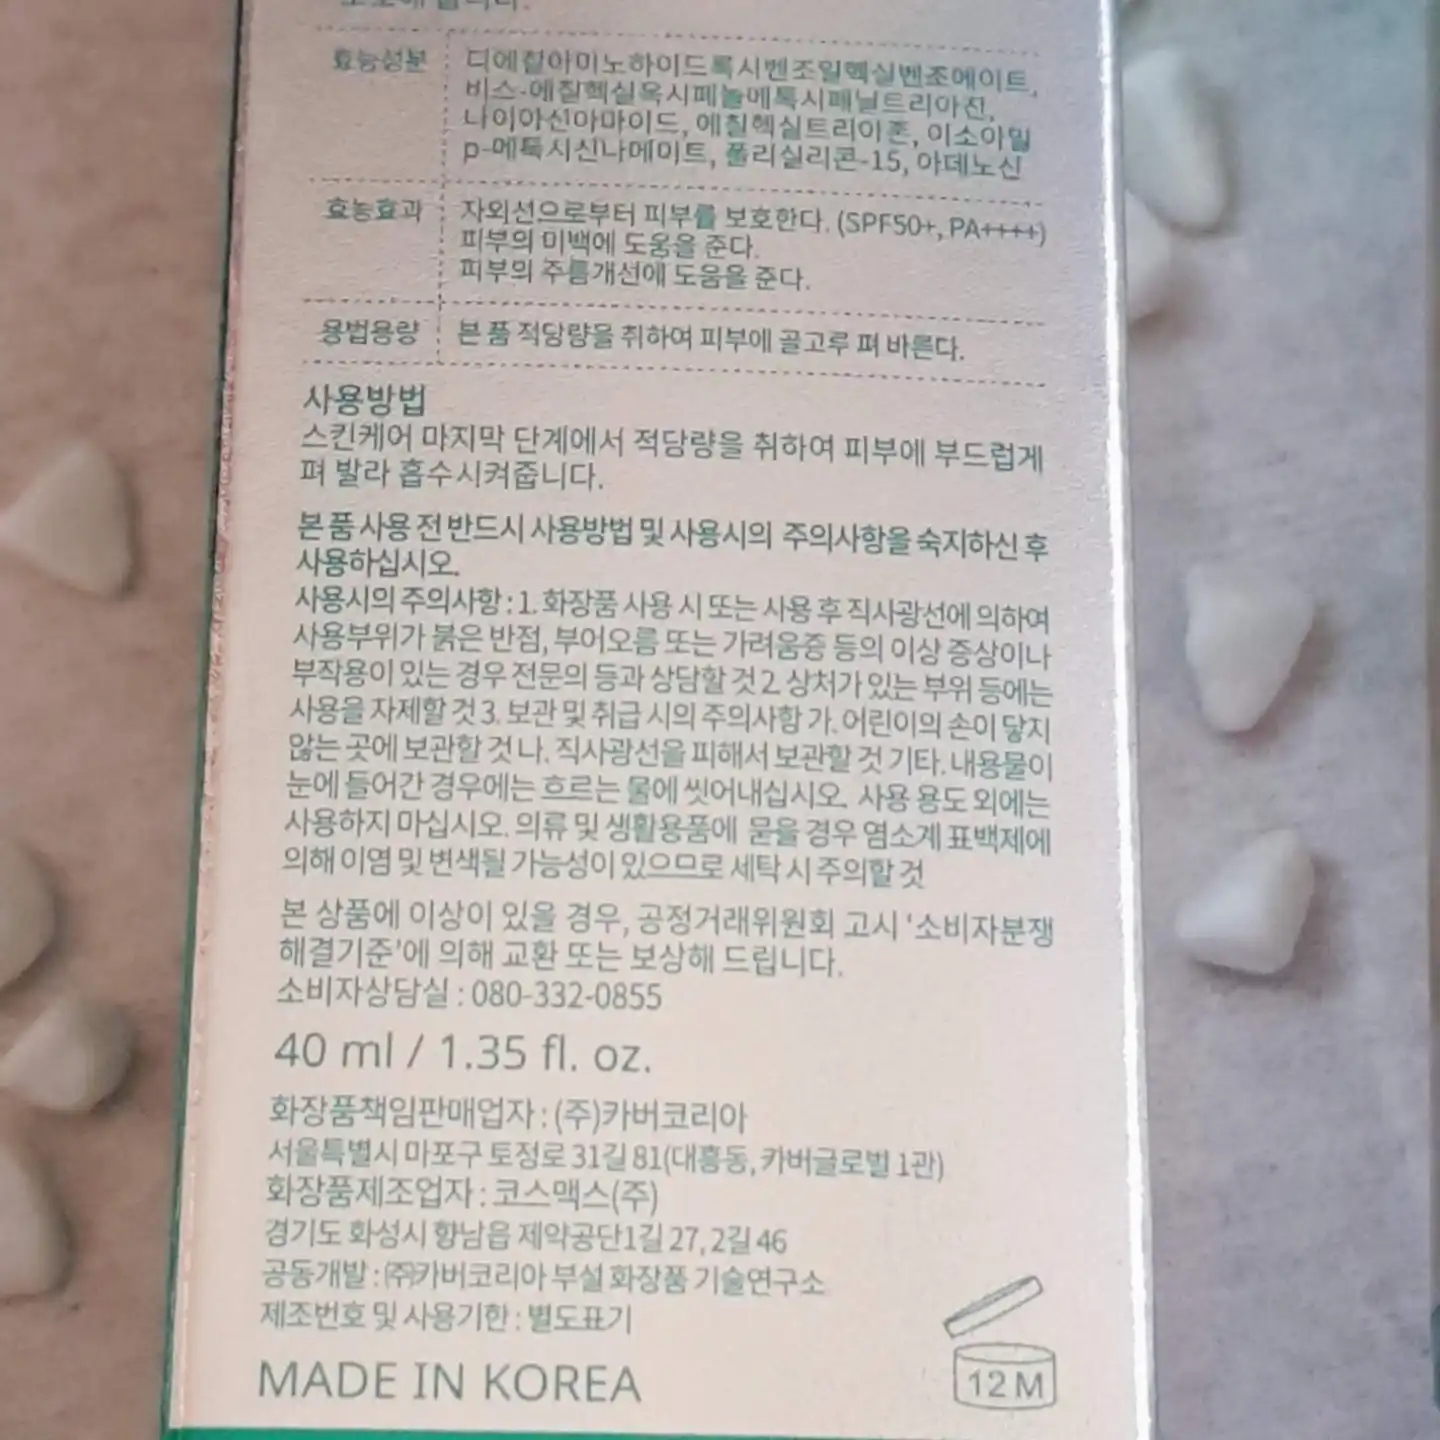 효능성분 디에칠아미노하이드록시벤조일헥실벤조에이트,
비스-에칠헥실옥시페놀메톡시페닐트리아진,
나이아신아마이드, 에칠헥실트리아존, 이소아밀
p-메톡시신나메이트, 폴리실리콘-15, 아데노신
효능효과 자외선으로부터 피부를 보호한다. (SPF50+, PA++++)
피부의 미백에 도움을 준다.
피부의 주름개선에 도움을 준다.
용법용량 본 품 적당량을 취하여 피부에 골고루 펴 바른다.
사용방법
스킨케어 마지막 단계에서 적당량을 취하여 피부에 부드럽게
펴 발라 흡수시켜줍니다.
본 품 사용 전 반드시 사용방법 및 사용시의 주의사항을 숙지하신 후
사용하십시오.
사용시의 주의사항 : 1. 화장품 사용 시 또는 사용 후 직사광선에 의하여
사용부위가 붉은 반점, 부어오름 또는 가려움증 등의 이상 증상이나
부작용이 있는 경우 전문의 등과 상담할 것 2. 상처가 있는 부위 등에는
사용을 자제할 것 3. 보관 및 취급 시의 주의사항 가. 어린이의 손이 닿지
않는 곳에 보관할 것 나. 직사광선을 피해서 보관할 것 기타. 내용물이
눈에 들어간 경우에는 흐르는 물에 씻어내십시오. 사용 용도 외에는
사용하지 마십시오. 의류 및 생활용품에 묻을 경우 염소계 표백제에
의해 이염 및 변색될 가능성이 있으므로 세탁 시 주의할 것
본 상품에 이상이 있을 경우, 공정거래위원회 고시 '소비자분쟁
해결기준'에 의해 교환 또는 보상해 드립니다.
소비자상담실 : 080-332-0855
40 ml / 1.35 fl. oz.
화장품책임판매업자 : (주)카버코리아
서울특별시 마포구 토정로 31길 81(대흥동, 카버글로벌 1관)
화장품제조업자 : 코스맥스(주)
경기도 화성시 향남읍 제약공단1길 27, 2길 46
공동개발 : ㈜카버코리아 부설 화장품 기술연구소
제조번호 및 사용기한 : 별도표기
MADE IN KOREA
12 M